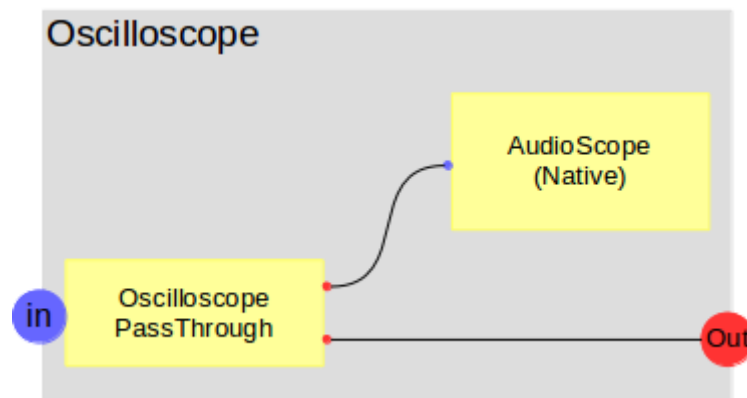 Oscilloscope
AudioScope
(Native)
Oscilloscope
PassThrough
in
Out